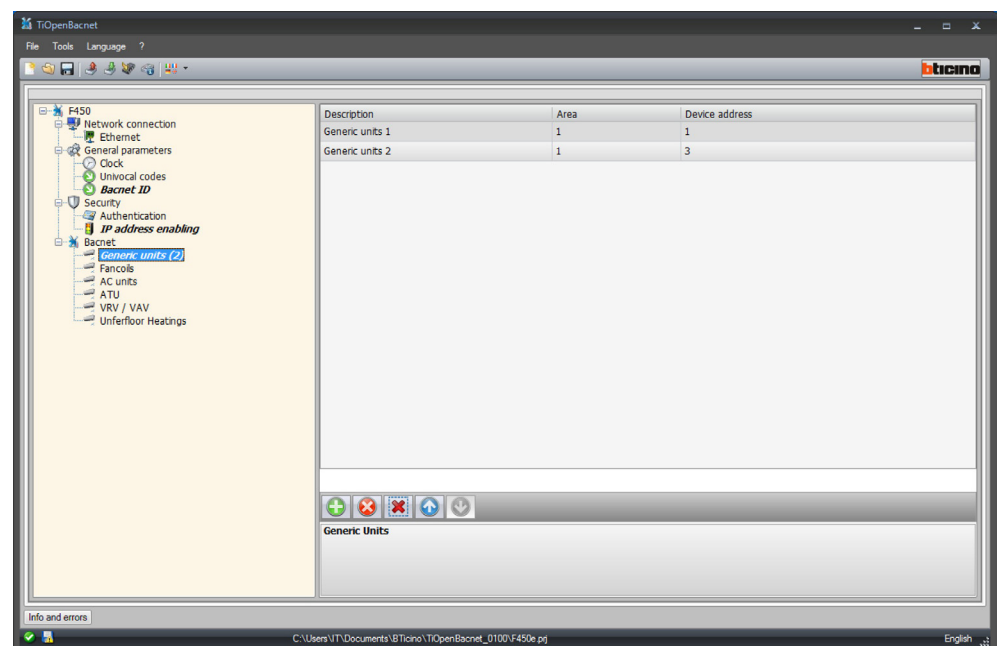 TiOpenBacnet
File Tools Language ?
bticino
F450
Network connection
Ethernet
General parameters
Clock
Univocal codes
Bacnet ID
Security
Authentication
IP address enabling
Bacnet
Generic units (2)
Fancoils
AC units
ATU
VRV / VAV
Unferfloor Heatings
Description Area Device address
Generic units 1 1 1
Generic units 2 1 3
Generic Units
Info and errors
C:\Users\IT\Documents\BTicino\TiOpenBacnet_0100\F450e.prj
English